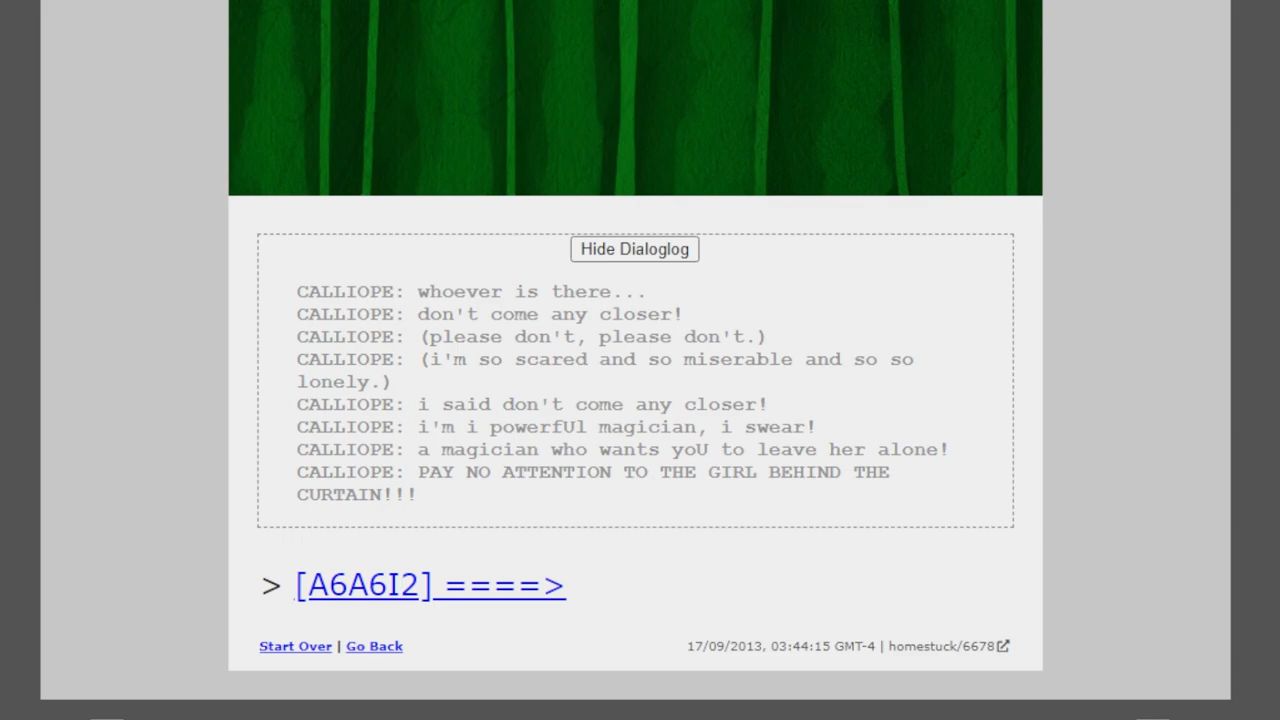 Hide Dialoglog
CALLIOPE: whoever is there...
CALLIOPE: don't come any closer!
CALLIOPE: (please don't, please don't.)
CALLIOPE: (i'm so scared and so miserable and so so
lonely.)
CALLIOPE: i said don't come any closer!
CALLIOPE: i'm i powerfUl magician, i swear!
CALLIOPE: a magician who wants yoU to leave her alone!
CALLIOPE: PAY NO ATTENTION TO THE GIRL BEHIND THE
CURTAIN!!!
> [A6A6I2] ====>
Start Over | Go Back
17/09/2013, 03:44:15 GMT-4 | homestuck/6678